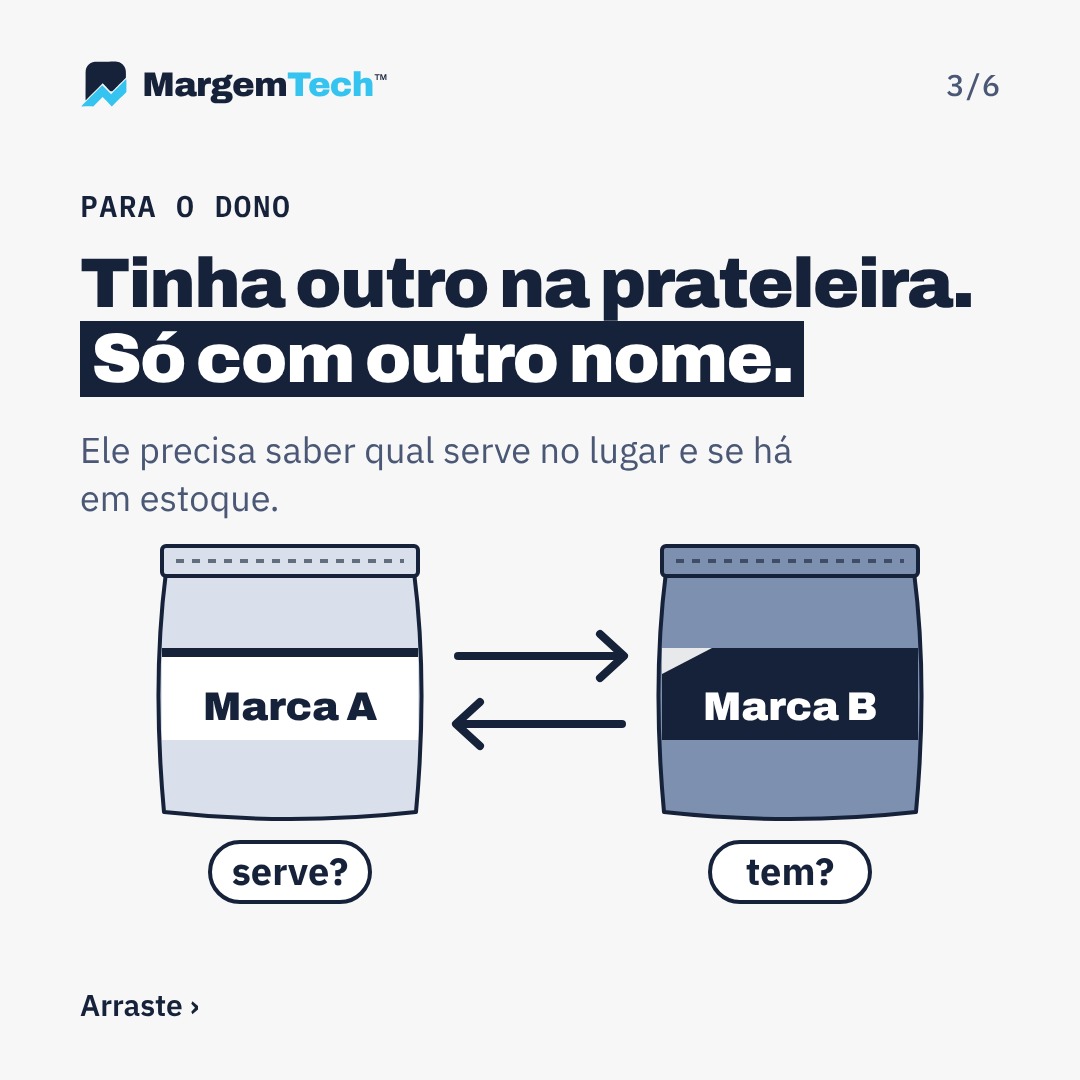 MargemTech™
3/6
PARA O DONO
Tinha outro na prateleira.
Só com outro nome.
Ele precisa saber qual serve no lugar e se há
em estoque.
Marca A
Marca B
serve?
tem?
Arraste ›